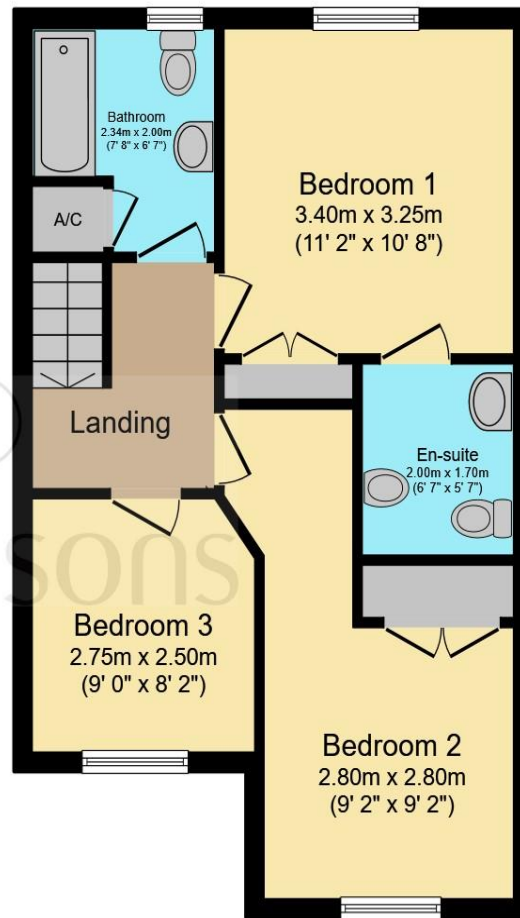 Bathroom
2.34m x 2.00m
(7' 8" x 6' 7")
Bedroom 1
3.40m x 3.25m
(11' 2" x 10' 8")
A/C
Landing
En-suite
2.00m x 1.70m
(6' 7" x 5' 7")
sons
Bedroom 3
2.75m x 2.50m
(9' 0" x 8' 2")
Bedroom 2
2.80m x 2.80m
(9' 2" x 9' 2")